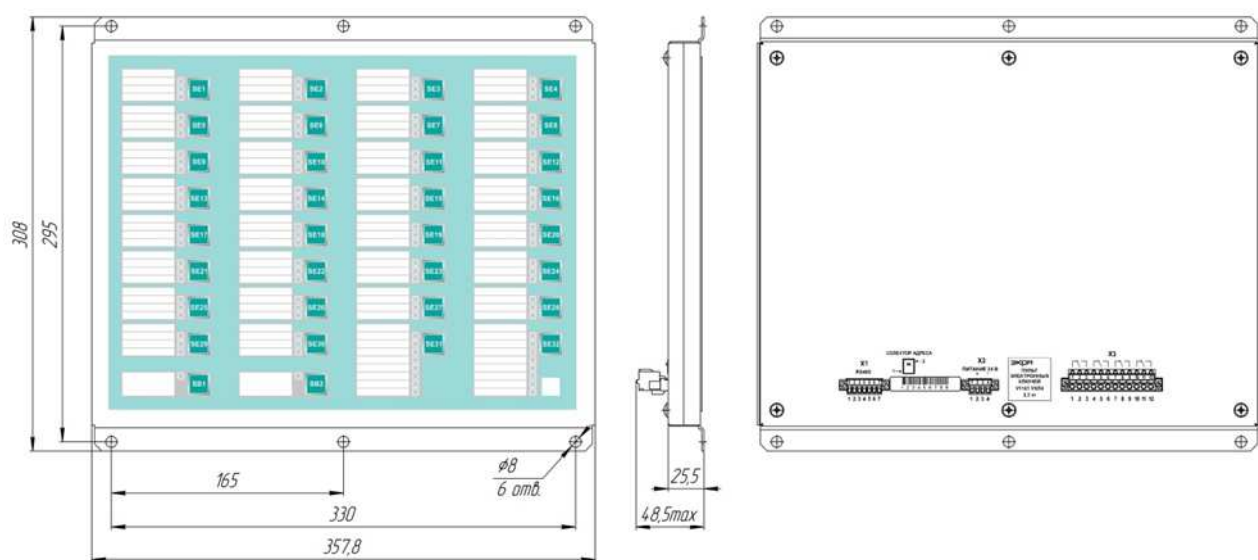 308
295
SE1 SE2 SE3 SE4
SE5 SE6 SE7 SE8
SE9 SE10 SE11 SE12
SE13 SE14 SE15 SE16
SE17 SE18 SE19 SE20
SE21 SE22 SE23 SE24
SE25 SE26 SE27 SE28
SE29 SE30 SE31 SE32
SB1 SB2
165
330
357,8
ϕ8
6 отв.
25,5
48,5max
СЕЛЕКТОР АДРЕСА
X1
RS485
1 2 3 4 5 6 7
X2
ПИТАНИЕ 24 В
1 2 3 4
ПУЛЬТ
ЭЛЕКТРОННЫХ
КЛЮЧЕЙ
X3
1 2 3 4 5 6 7 8 9 10 11 12